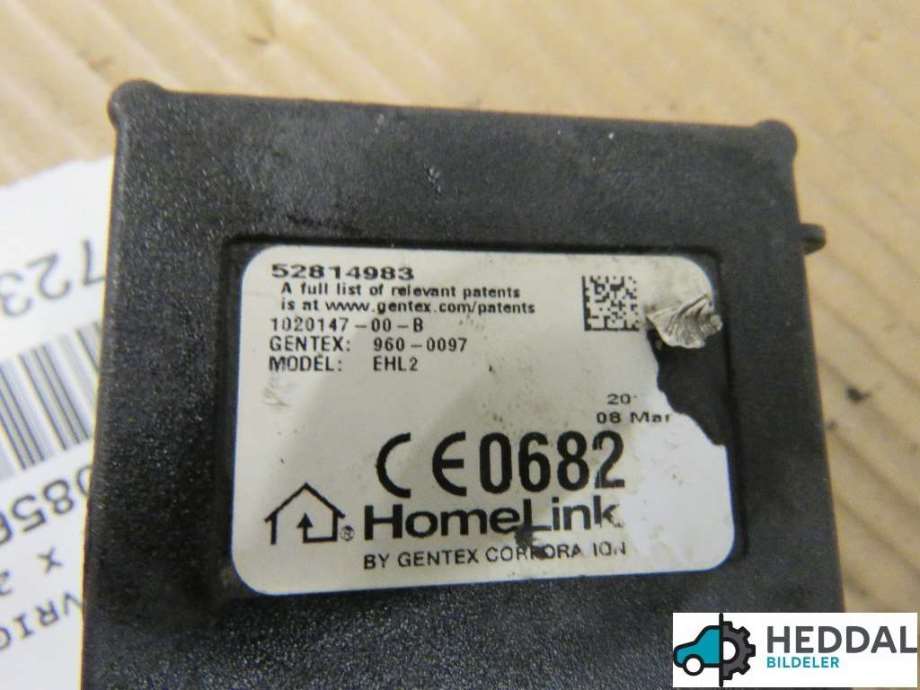 52814983
A full list of relevant patents
is at www.gentex.com/patents
1020147-00-B
GENTEX: 960-0097
MODEL: EHL2
08 Mar
CE0682
® HomeLink
BY GENTEX CORPORATION
HEDDAL
BILDELER